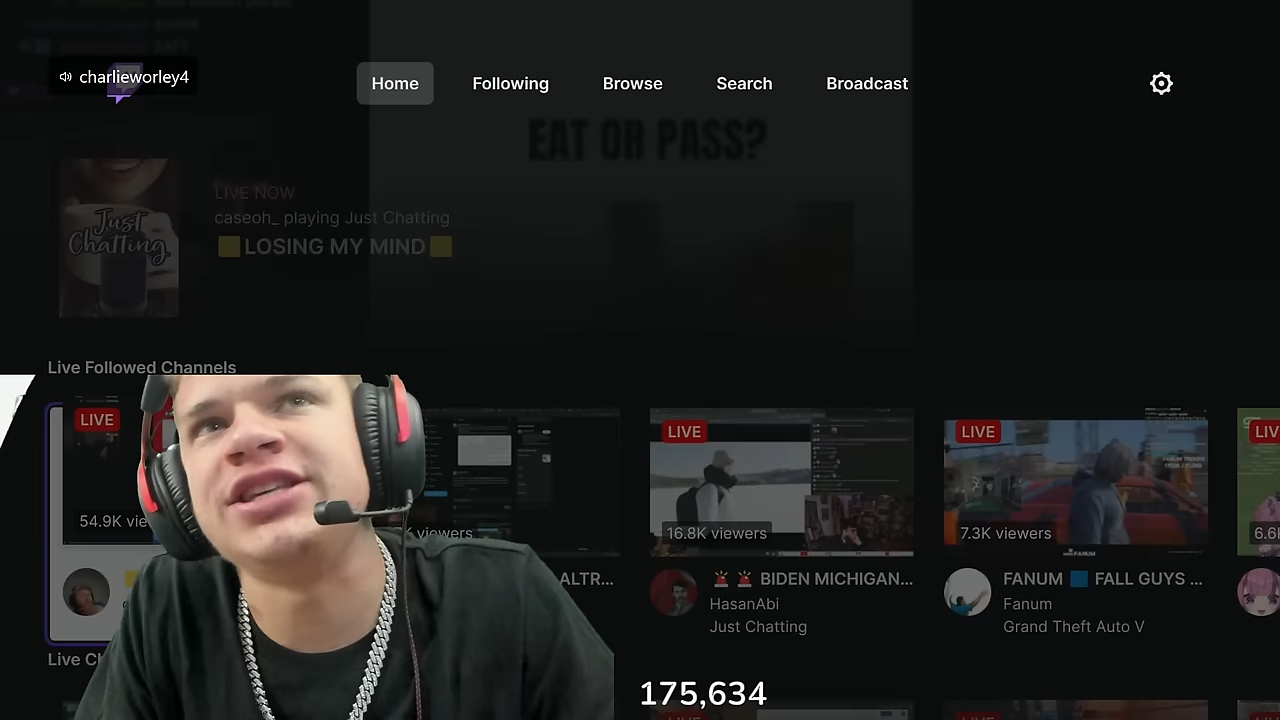 charlieworley4
Home
Following
Browse
Search
Broadcast
EAT OR PASS?
Just
Chatting
LIVE NOW
caseoh_ playing Just Chatting
LOSING MY MIND
Live Followed Channels
LIVE
LIVE
LIVE
54.9K vie
K viewers
16.8K viewers
7.3K viewers
6.6
ALTR...
BIDEN MICHIGAN...
HasanAbi
Just Chatting
FANUM FALL GUYS ...
Fanum
Grand Theft Auto V
Live Ch
175,634